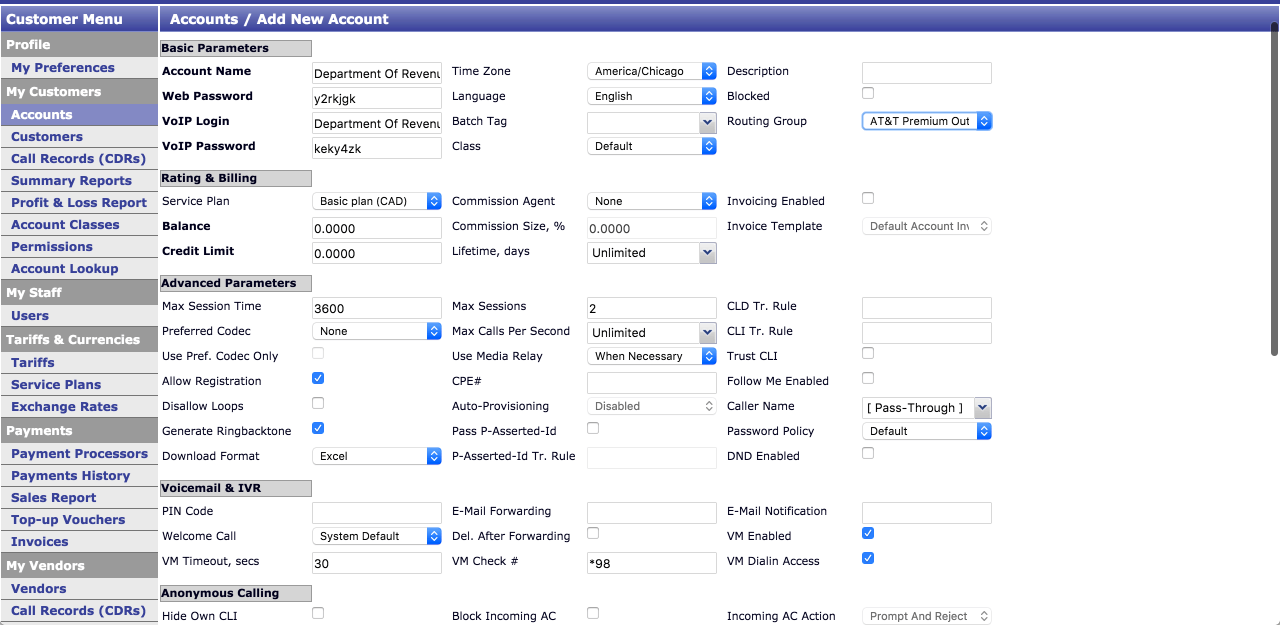 Customer Menu
Accounts / Add New Account
Profile
My Preferences
My Customers
Accounts
Customers
Call Records (CDRs)
Summary Reports
Profit & Loss Report
Account Classes
Permissions
Account Lookup
My Staff
Users
Tariffs & Currencies
Tariffs
Service Plans
Exchange Rates
Payments
Payment Processors
Payments History
Sales Report
Top-up Vouchers
Invoices
My Vendors
Vendors
Call Records (CDRs)
Basic Parameters
Account Name Department Of Revenu Time Zone America/Chicago Description
Web Password y2rkjgk Language English Blocked
VoIP Login Department Of Revenu Batch Tag Routing Group AT&T Premium Out
VoIP Password keky4zk Class Default
Rating & Billing
Service Plan Basic plan (CAD) Commission Agent None Invoicing Enabled
Balance 0.0000 Commission Size, % 0.0000 Invoice Template Default Account Inv
Credit Limit 0.0000 Lifetime, days Unlimited
Advanced Parameters
Max Session Time 3600 Max Sessions 2 CLD Tr. Rule
Preferred Codec None Max Calls Per Second Unlimited CLI Tr. Rule
Use Pref. Codec Only Use Media Relay When Necessary Trust CLI
Allow Registration CPE# Follow Me Enabled
Disallow Loops Auto-Provisioning Disabled Caller Name [ Pass-Through ]
Generate Ringbacktone Pass P-Asserted-Id Password Policy Default
Download Format Excel P-Asserted-Id Tr. Rule DND Enabled
Voicemail & IVR
PIN Code E-Mail Forwarding E-Mail Notification
Welcome Call System Default Del. After Forwarding VM Enabled
VM Timeout, secs 30 VM Check # *98 VM Dialin Access
Anonymous Calling
Hide Own CLI Block Incoming AC Incoming AC Action Prompt And Reject